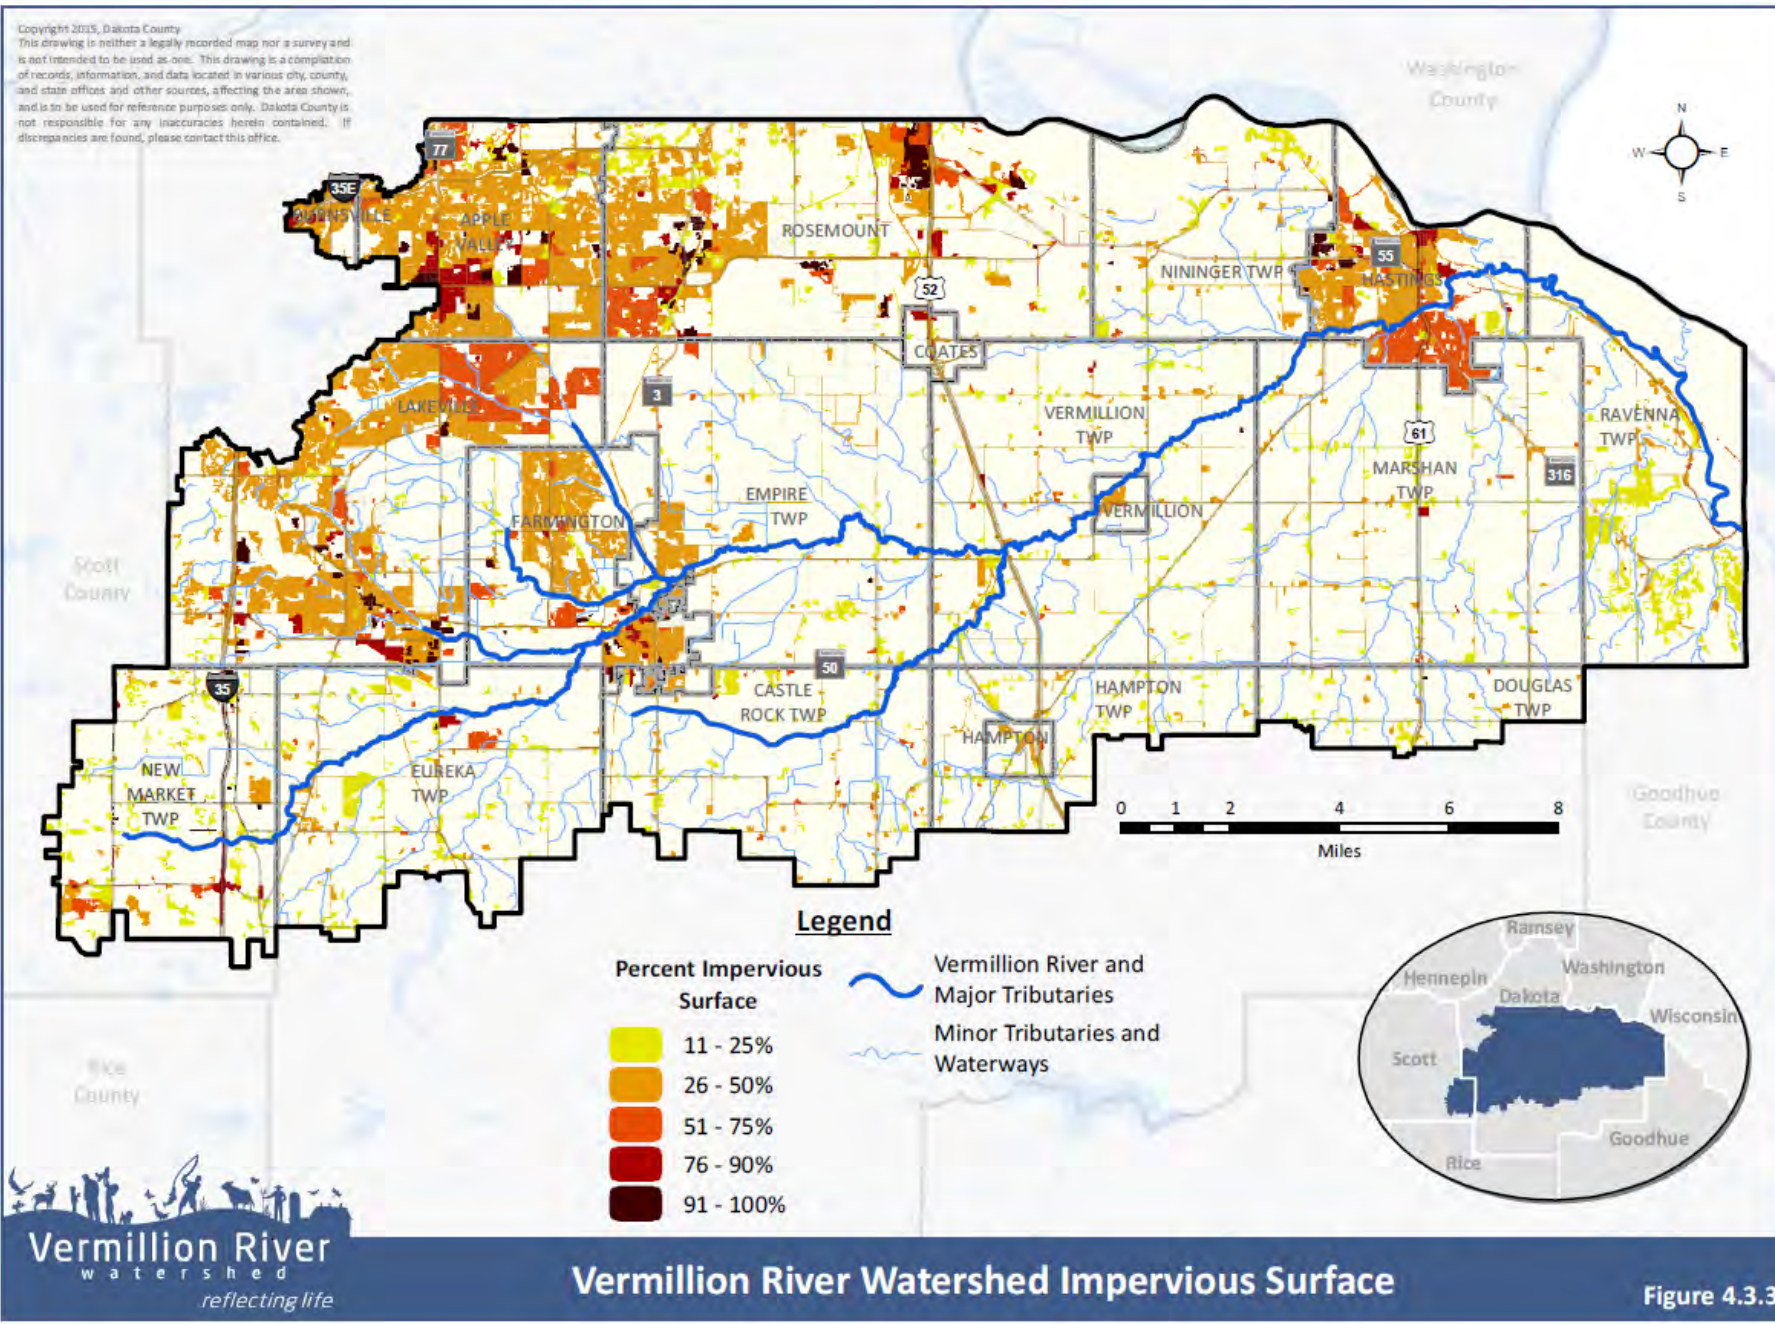 Copyright 2015, Dakota County
This drawing is neither a legally recorded map nor a survey and
is not intended to be used as one. This drawing is a compilation
of records, information, and data located in various city, county,
and state offices and other sources, affecting the area shown,
and is to be used for reference purposes only. Dakota County is
not responsible for any inaccuracies herein contained. If
discrepancies are found, please contact this office.
Washington
County
N
W
E
S
77
35E
BURNSVILLE
APPLE
VALLEY
ROSEMOUNT
52
NININGER TWP
55
HASTINGS
COATES
LAKEVILLE
3
VERMILLION
TWP
61
RAVENNA
TWP
MARSHAN
TWP
316
EMPIRE
TWP
FARMINGTON
VERMILLION
Scott
County
35
50
CASTLE
ROCK TWP
HAMPTON
TWP
DOUGLAS
TWP
HAMPTON
NEW
MARKET
TWP
EUREKA
TWP
Goodhue
County
0 1 2 4 6 8
Miles
Legend
Percent Impervious
Surface
11 - 25%
26 - 50%
51 - 75%
76 - 90%
91 - 100%
Vermillion River and
Major Tributaries
Minor Tributaries and
Waterways
Rice
County
Ramsey
Hennepin
Washington
Dakota
Wisconsin
Scott
Goodhue
Rice
Vermillion River
watershed
reflecting life
Vermillion River Watershed Impervious Surface
Figure 4.3.3